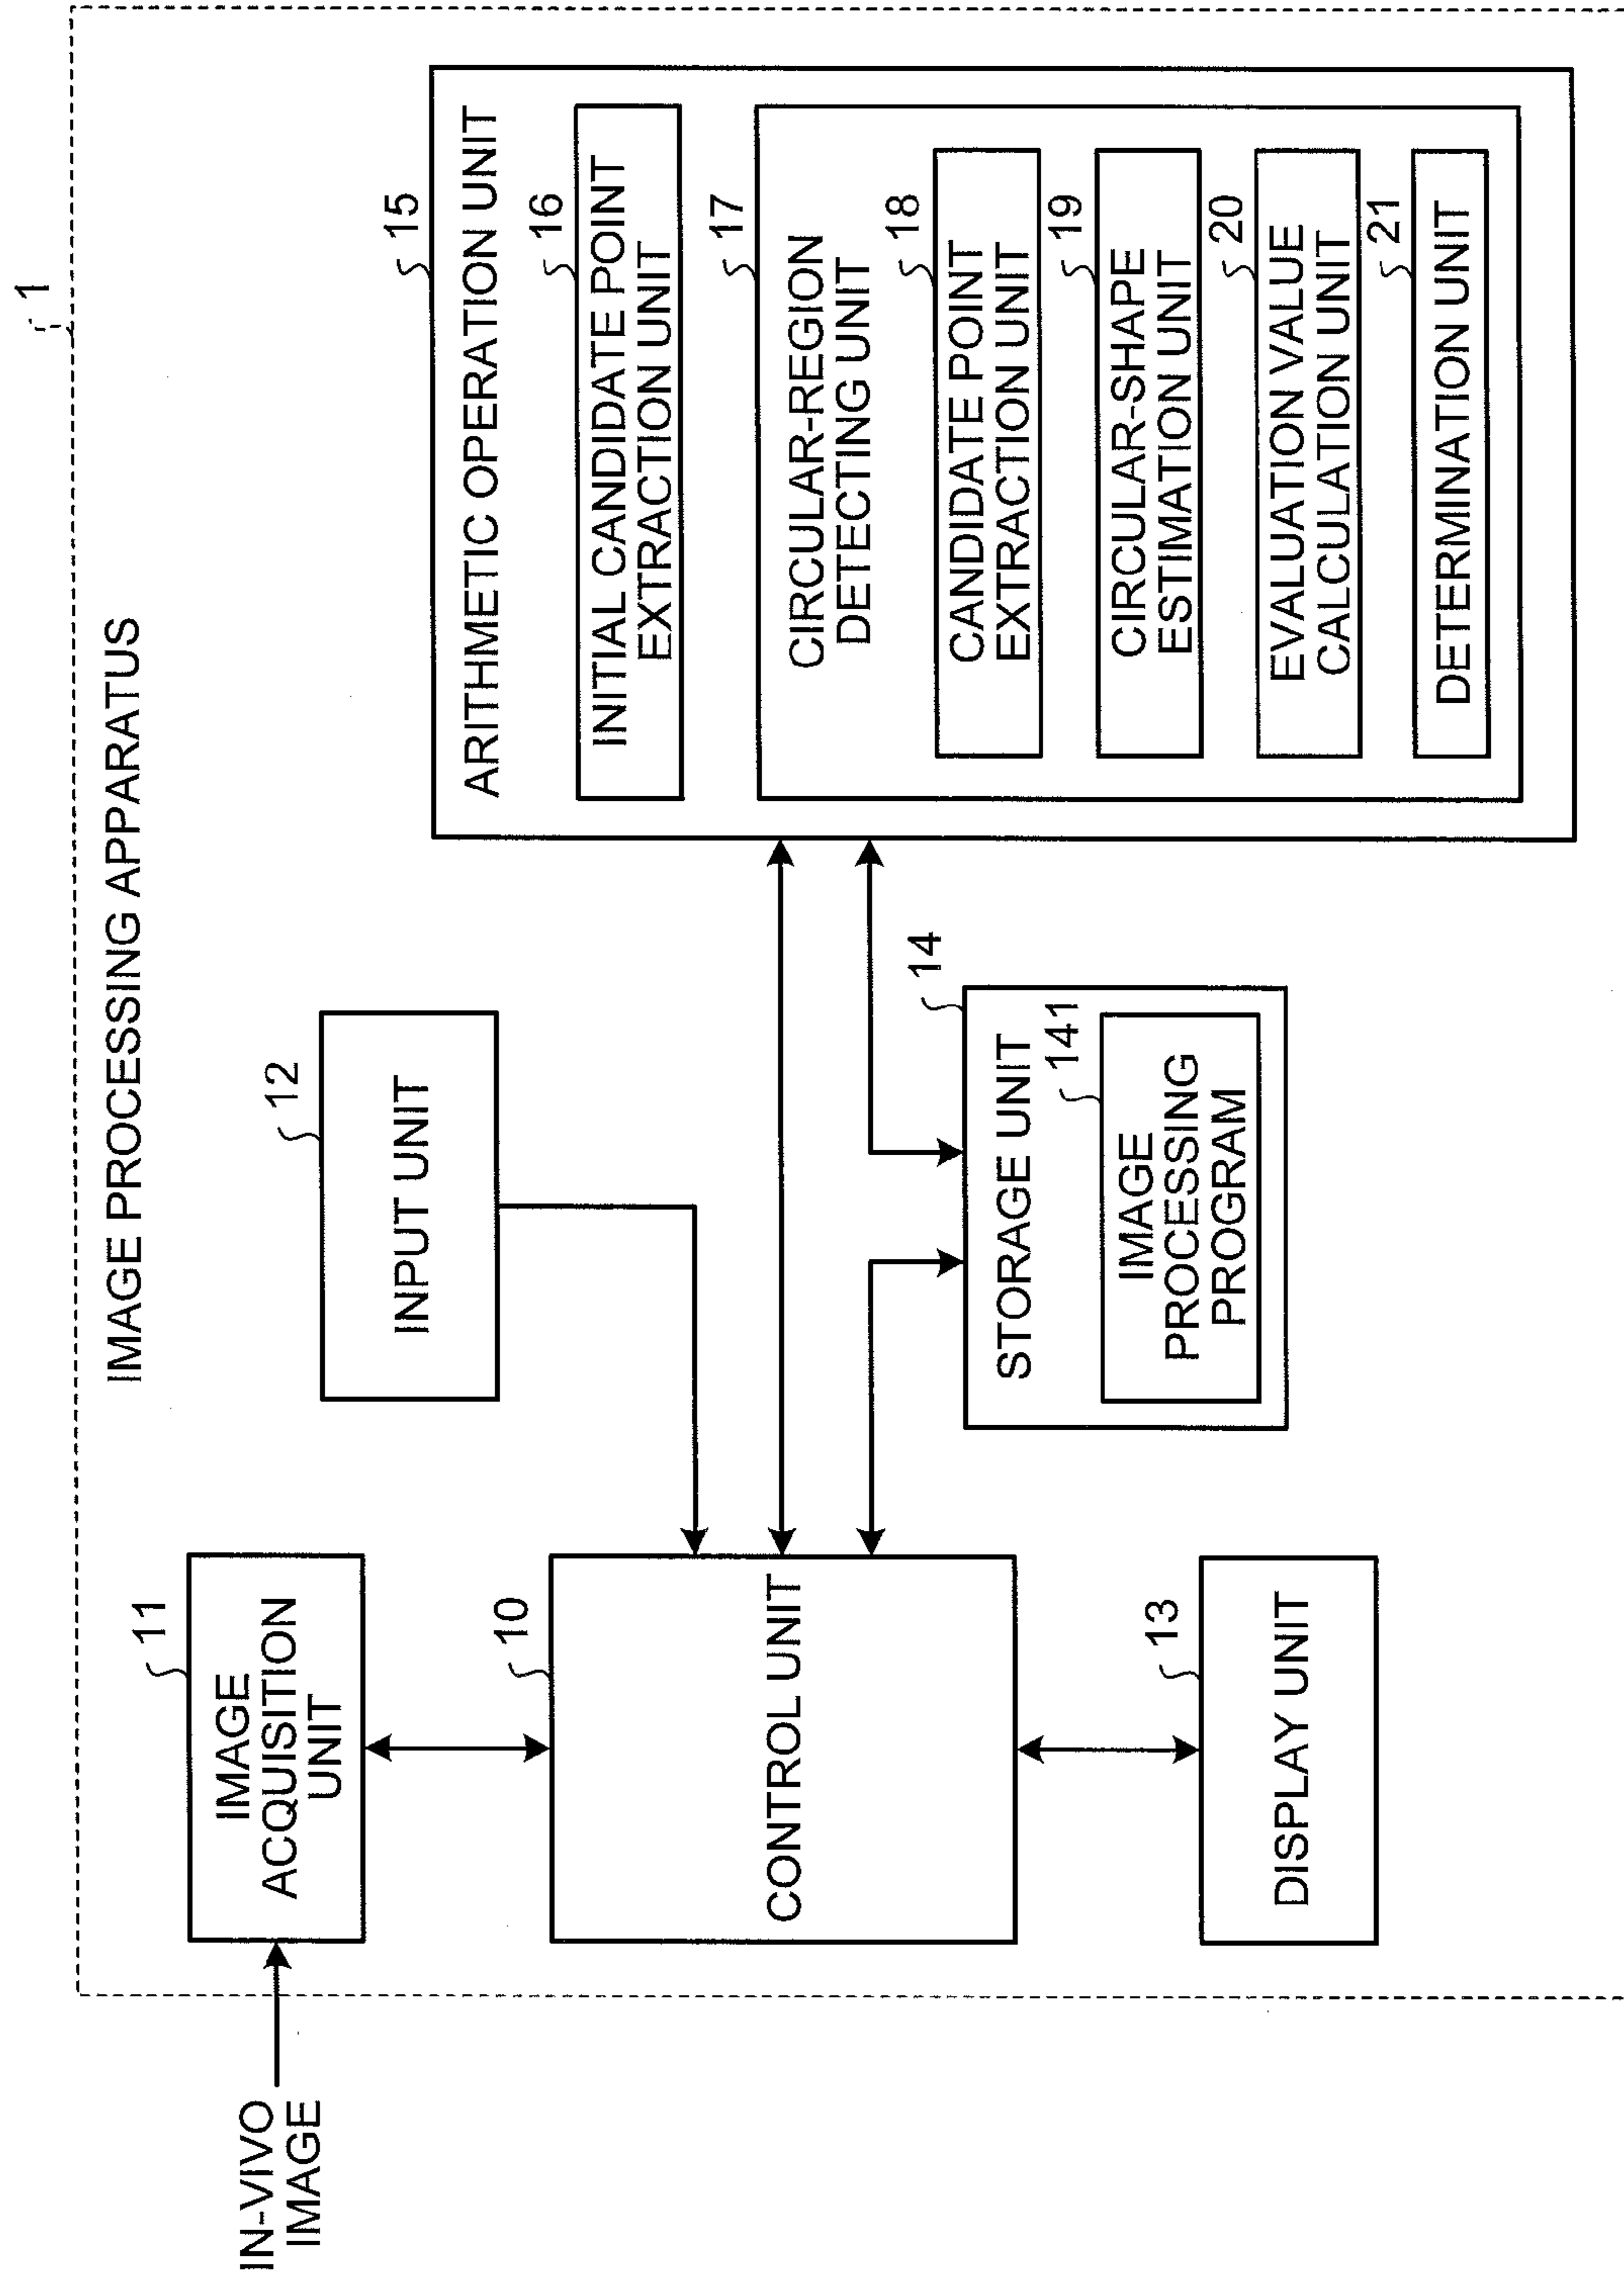 1
IMAGE PROCESSING APPARATUS
IN-VIVO
IMAGE
11
IMAGE
ACQUISITION
UNIT
10
CONTROL UNIT
13
DISPLAY UNIT
12
INPUT UNIT
14
STORAGE UNIT
141
IMAGE
PROCESSING
PROGRAM
15
ARITHMETIC OPERATION UNIT
16
INITIAL CANDIDATE POINT
EXTRACTION UNIT
17
CIRCULAR-REGION
DETECTING UNIT
18
CANDIDATE POINT
EXTRACTION UNIT
19
CIRCULAR-SHAPE
ESTIMATION UNIT
20
EVALUATION VALUE
CALCULATION UNIT
21
DETERMINATION UNIT